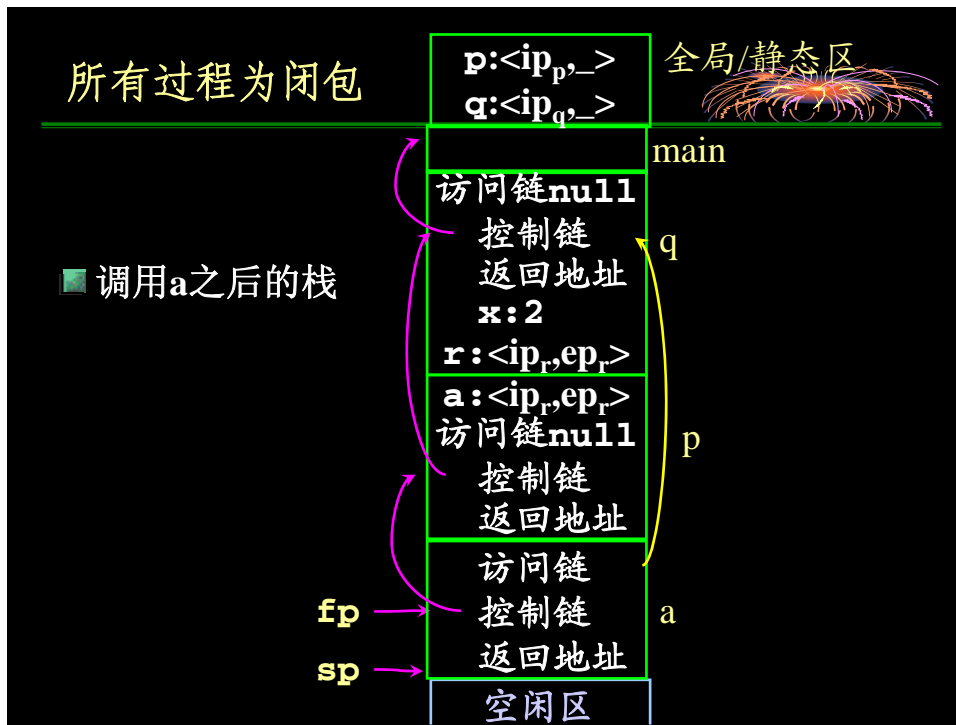 所有过程为闭包
p:<ipₚ,_>
q:<ip_q,_>
全局/静态区
main
访问链null
控制链
q
返回地址
调用a之后的栈
x:2
r:<ipᵣ,epᵣ>
a:<ipᵣ,epᵣ>
访问链null
p
控制链
返回地址
访问链
fp
控制链
a
返回地址
sp
空闲区